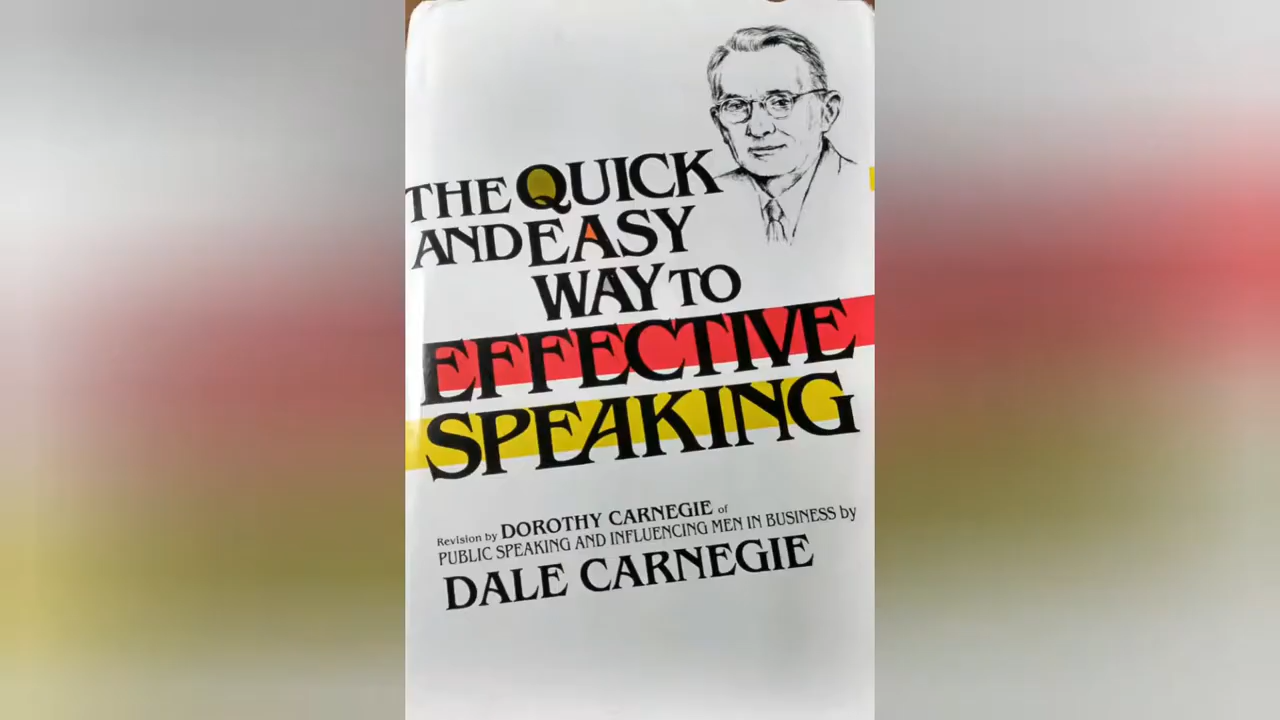 THE QUICK
AND EASY
WAY TO
EFFECTIVE
SPEAKING
Revision by DOROTHY CARNEGIE of
PUBLIC SPEAKING AND INFLUENCING MEN IN BUSINESS by
DALE CARNEGIE